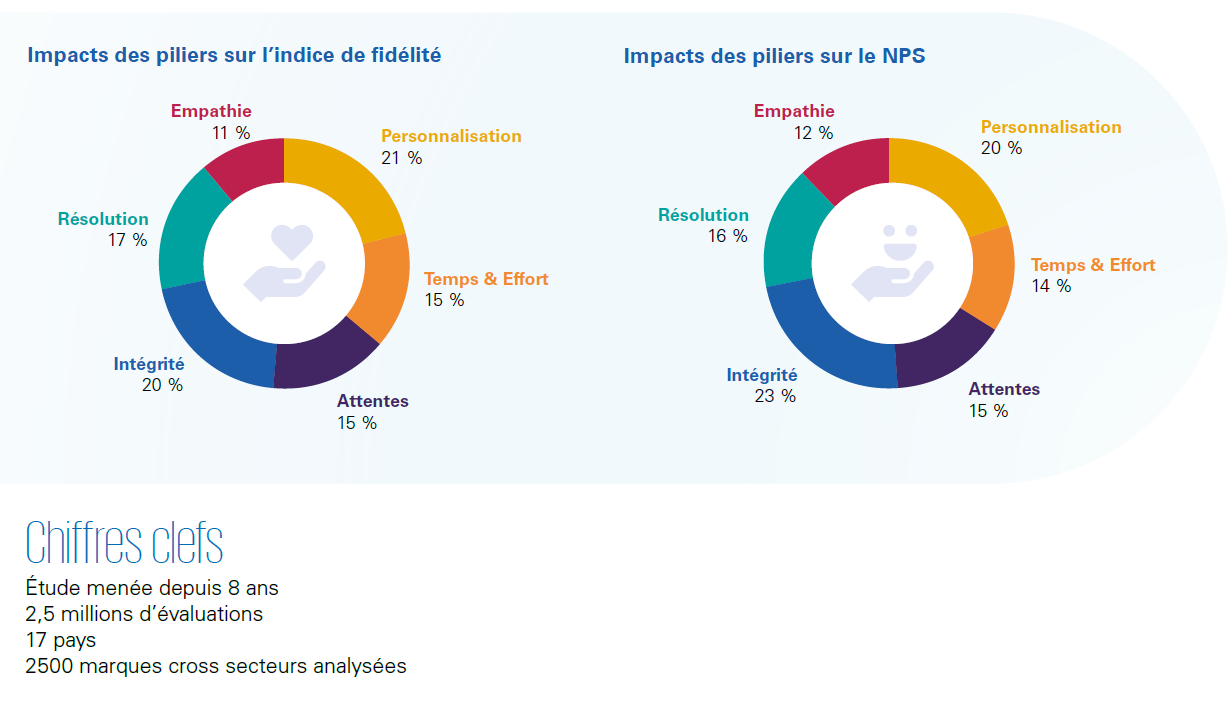 Impacts des piliers sur l'indice de fidélité
Empathie
11 %
Personnalisation
21 %
Résolution
17 %
Temps & Effort
15 %
Intégrité
20 %
Attentes
15 %
Impacts des piliers sur le NPS
Empathie
12 %
Personnalisation
20 %
Résolution
16 %
Temps & Effort
14 %
Intégrité
23 %
Attentes
15 %
Chiffres clefs
Étude menée depuis 8 ans
2,5 millions d'évaluations
17 pays
2500 marques cross secteurs analysées